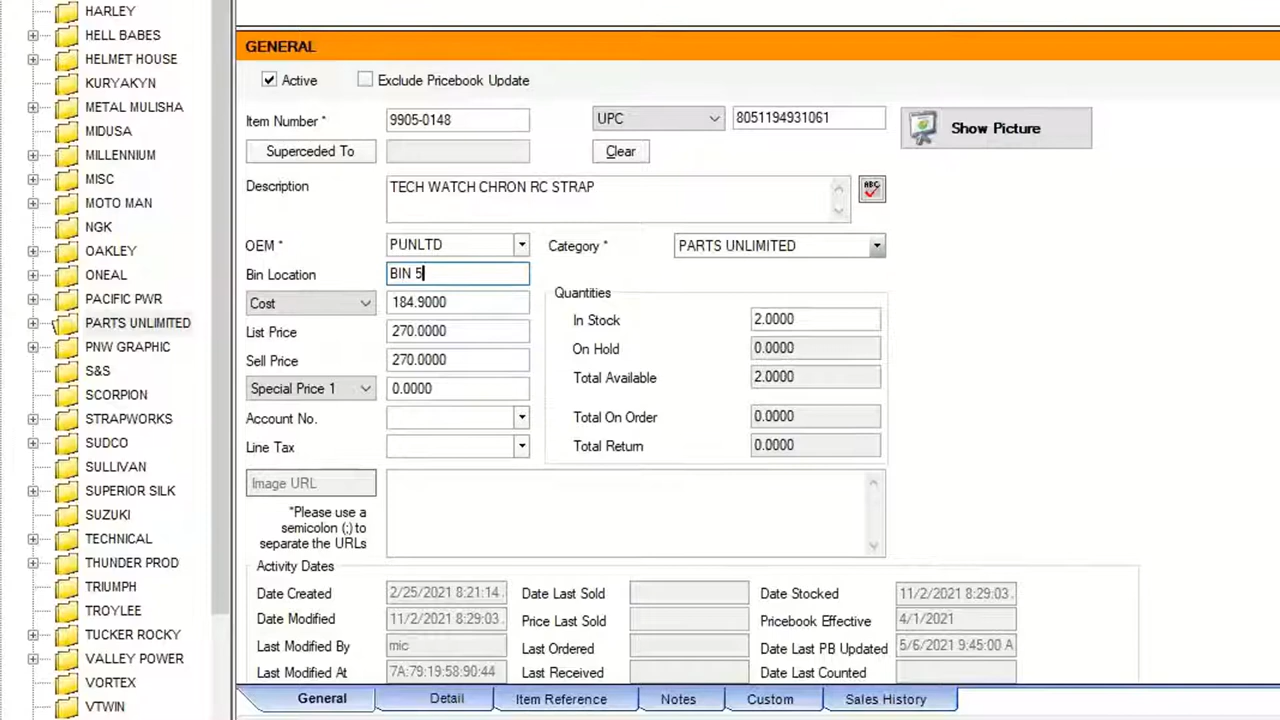 HARLEY
HELL BABES
HELMET HOUSE
KURYAKYN
METAL MULISHA
MIDUSA
MILLENNIUM
MISC
MOTO MAN
NGK
OAKLEY
ONEAL
PACIFIC PWR
PARTS UNLIMITED
PNW GRAPHIC
S&S
SCORPION
STRAPWORKS
SUDCO
SULLIVAN
SUPERIOR SILK
SUZUKI
TECHNICAL
THUNDER PROD
TRIUMPH
TROYLEE
TUCKER ROCKY
VALLEY POWER
VORTEX
VTWIN
GENERAL
Active Exclude Pricebook Update
Item Number * 9905-0148 UPC 8051194931061 Show Picture
Superceded To Clear
Description TECH WATCH CHRON RC STRAP ABC
OEM * PUNLTD Category * PARTS UNLIMITED
Bin Location BIN 5
Cost 184.9000
List Price 270.0000
Sell Price 270.0000
Special Price 1 0.0000
Account No.
Line Tax
Quantities
In Stock 2.0000
On Hold 0.0000
Total Available 2.0000
Total On Order 0.0000
Total Return 0.0000
Image URL
*Please use a
semicolon (;) to
separate the URLs
Activity Dates
Date Created 2/25/2021 8:21:14 Date Last Sold Date Stocked 11/2/2021 8:29:03
Date Modified 11/2/2021 8:29:03 Price Last Sold Pricebook Effective 4/1/2021
Last Modified By mic Last Ordered Date Last PB Updated 5/6/2021 9:45:00 A
Last Modified At 7A:79:19:58:90:44 Last Received Date Last Counted
General Detail Item Reference Notes Custom Sales History